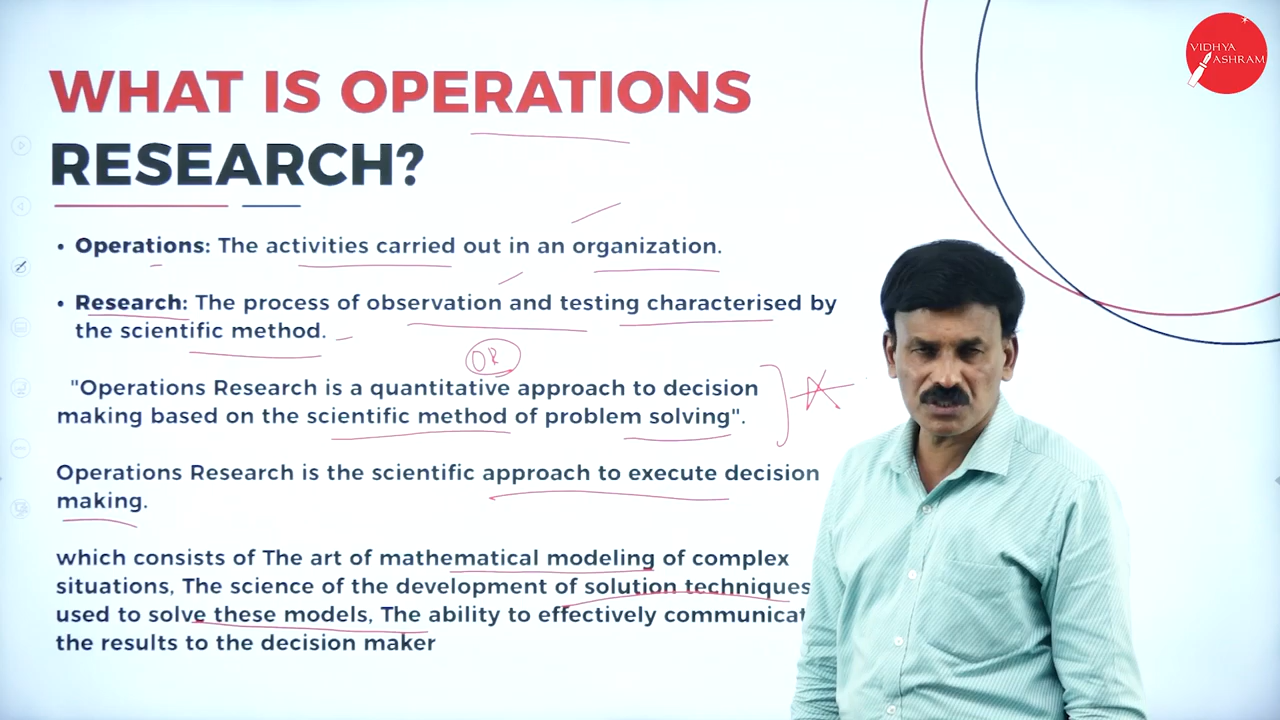 VIDHYA
ASHRAM
WHAT IS OPERATIONS
RESEARCH?
• Operations: The activities carried out in an organization.
• Research: The process of observation and testing characterised by
the scientific method.
OR
"Operations Research is a quantitative approach to decision
making based on the scientific method of problem solving".
Operations Research is the scientific approach to execute decision
making.
which consists of The art of mathematical modeling of complex
situations, The science of the development of solution techniques
used to solve these models, The ability to effectively communicat
the results to the decision maker